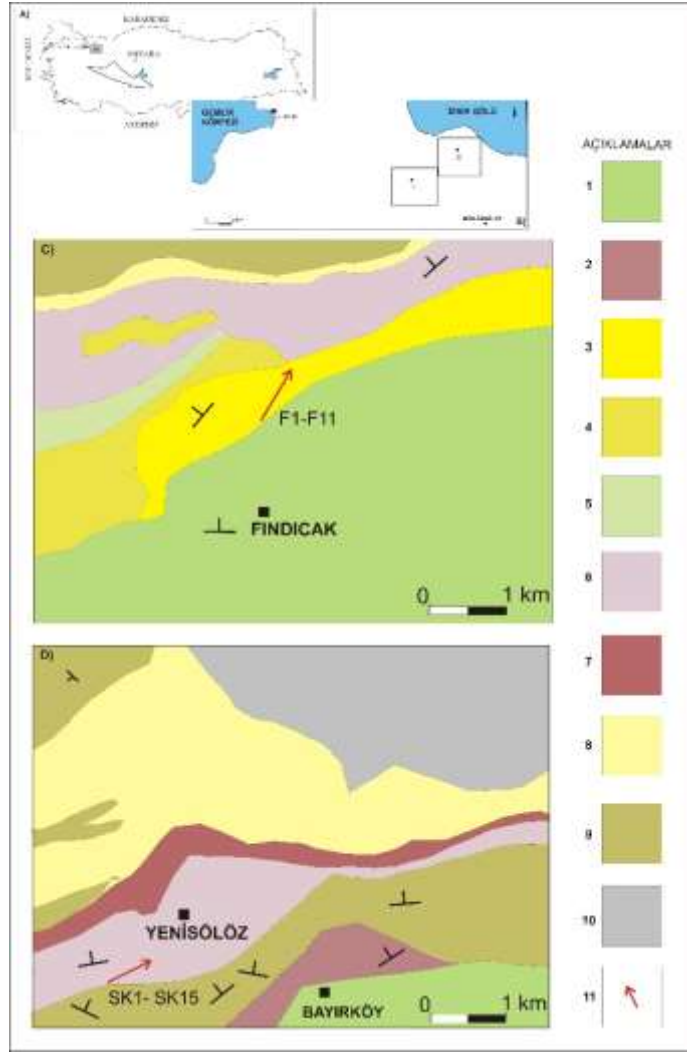 A)
KARADENİZ
ANKARA
AKDENİZ
GEMLİK
KÖRFEZİ
İZNİK GÖLÜ
B)
AÇIKLAMALAR
1
2
3
4
5
6
7
8
9
10
11
C)
F1-F11
FINDICAK
0 1 km
D)
YENİSÖLÖZ
SK1- SK15
BAYIRKÖY
0 1 km